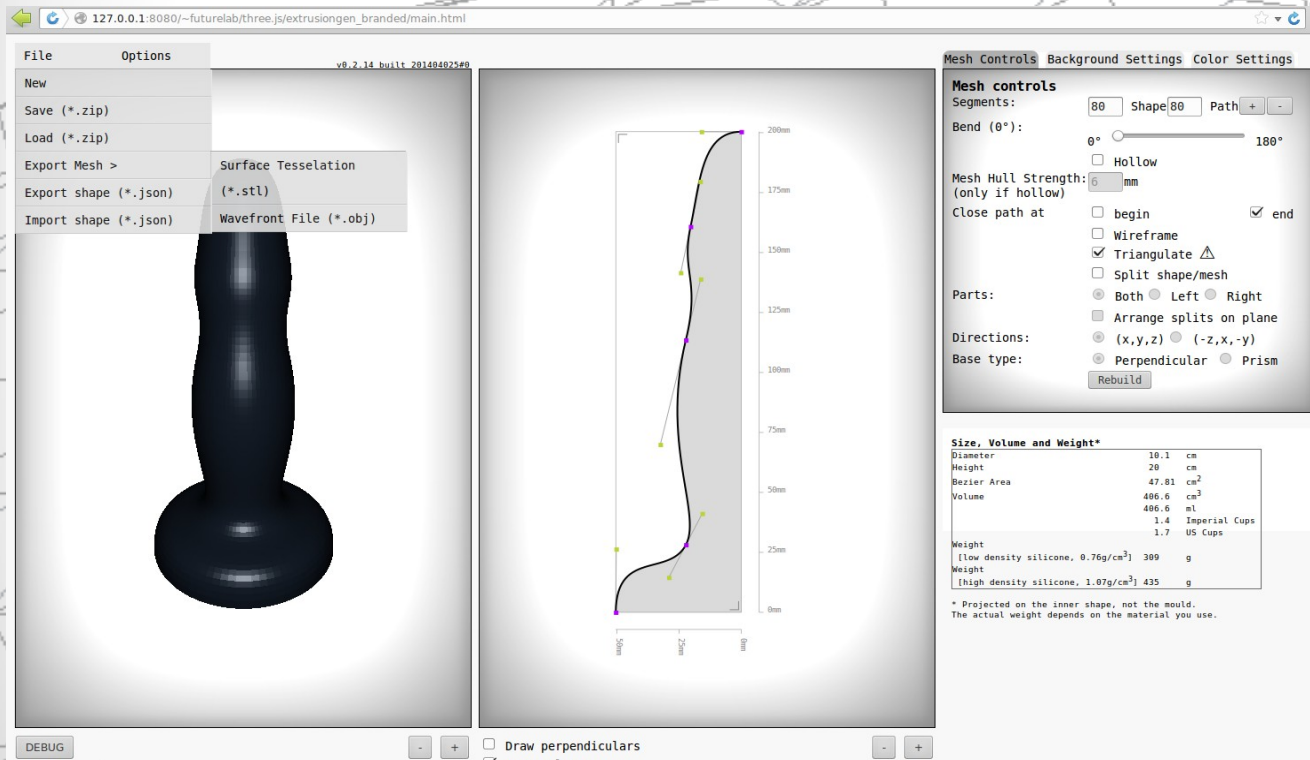 127.0.0.1:8080/~futurelab/three.js/extrusiongen_branded/main.html
File Options
v0.2.14 built 201404025#0
New
Save (*.zip)
Load (*.zip)
Export Mesh >
Export shape (*.json)
Import shape (*.json)
Surface Tesselation
(*.stl)
Wavefront File (*.obj)
DEBUG
- +
200mm
175mm
150mm
125mm
100mm
75mm
50mm
25mm
0mm
50mm 25mm 0mm
Draw perpendiculars
- +
Mesh Controls Background Settings Color Settings
Mesh controls
Segments: 80 Shape 80 Path + -
Bend (0°): 0° 180°
Hollow
Mesh Hull Strength: 6 mm
(only if hollow)
Close path at begin end
Wireframe
Triangulate ⚠
Split shape/mesh
Parts: Both Left Right
Arrange splits on plane
Directions: (x,y,z) (-z,x,-y)
Base type: Perpendicular Prism
Rebuild
Size, Volume and Weight*
Diameter 10.1 cm
Height 20 cm
Bezier Area 47.81 cm²
Volume 406.6 cm³
406.6 ml
1.4 Imperial Cups
1.7 US Cups
Weight
[low density silicone, 0.76g/cm³] 309 g
Weight
[high density silicone, 1.07g/cm³] 435 g
* Projected on the inner shape, not the mould.
The actual weight depends on the material you use.